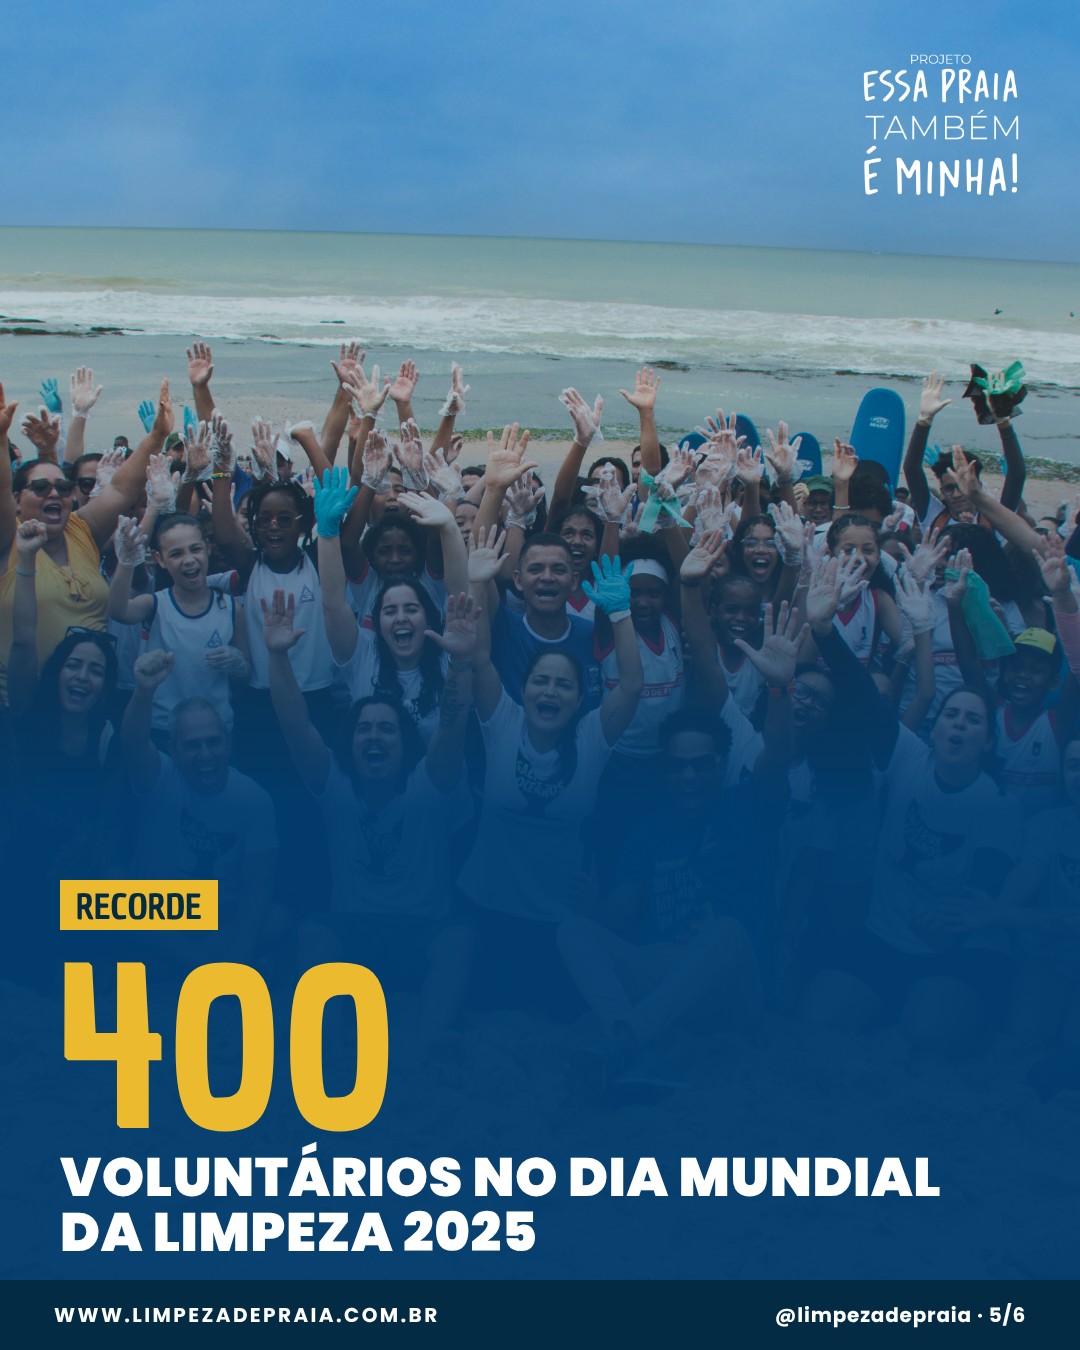 PROJETO
ESSA PRAIA
TAMBÉM
É MINHA!
RECORDE
400
VOLUNTÁRIOS NO DIA MUNDIAL
DA LIMPEZA 2025
WWW.LIMPEZADEPRAIA.COM.BR
@limpezadepraia · 5/6